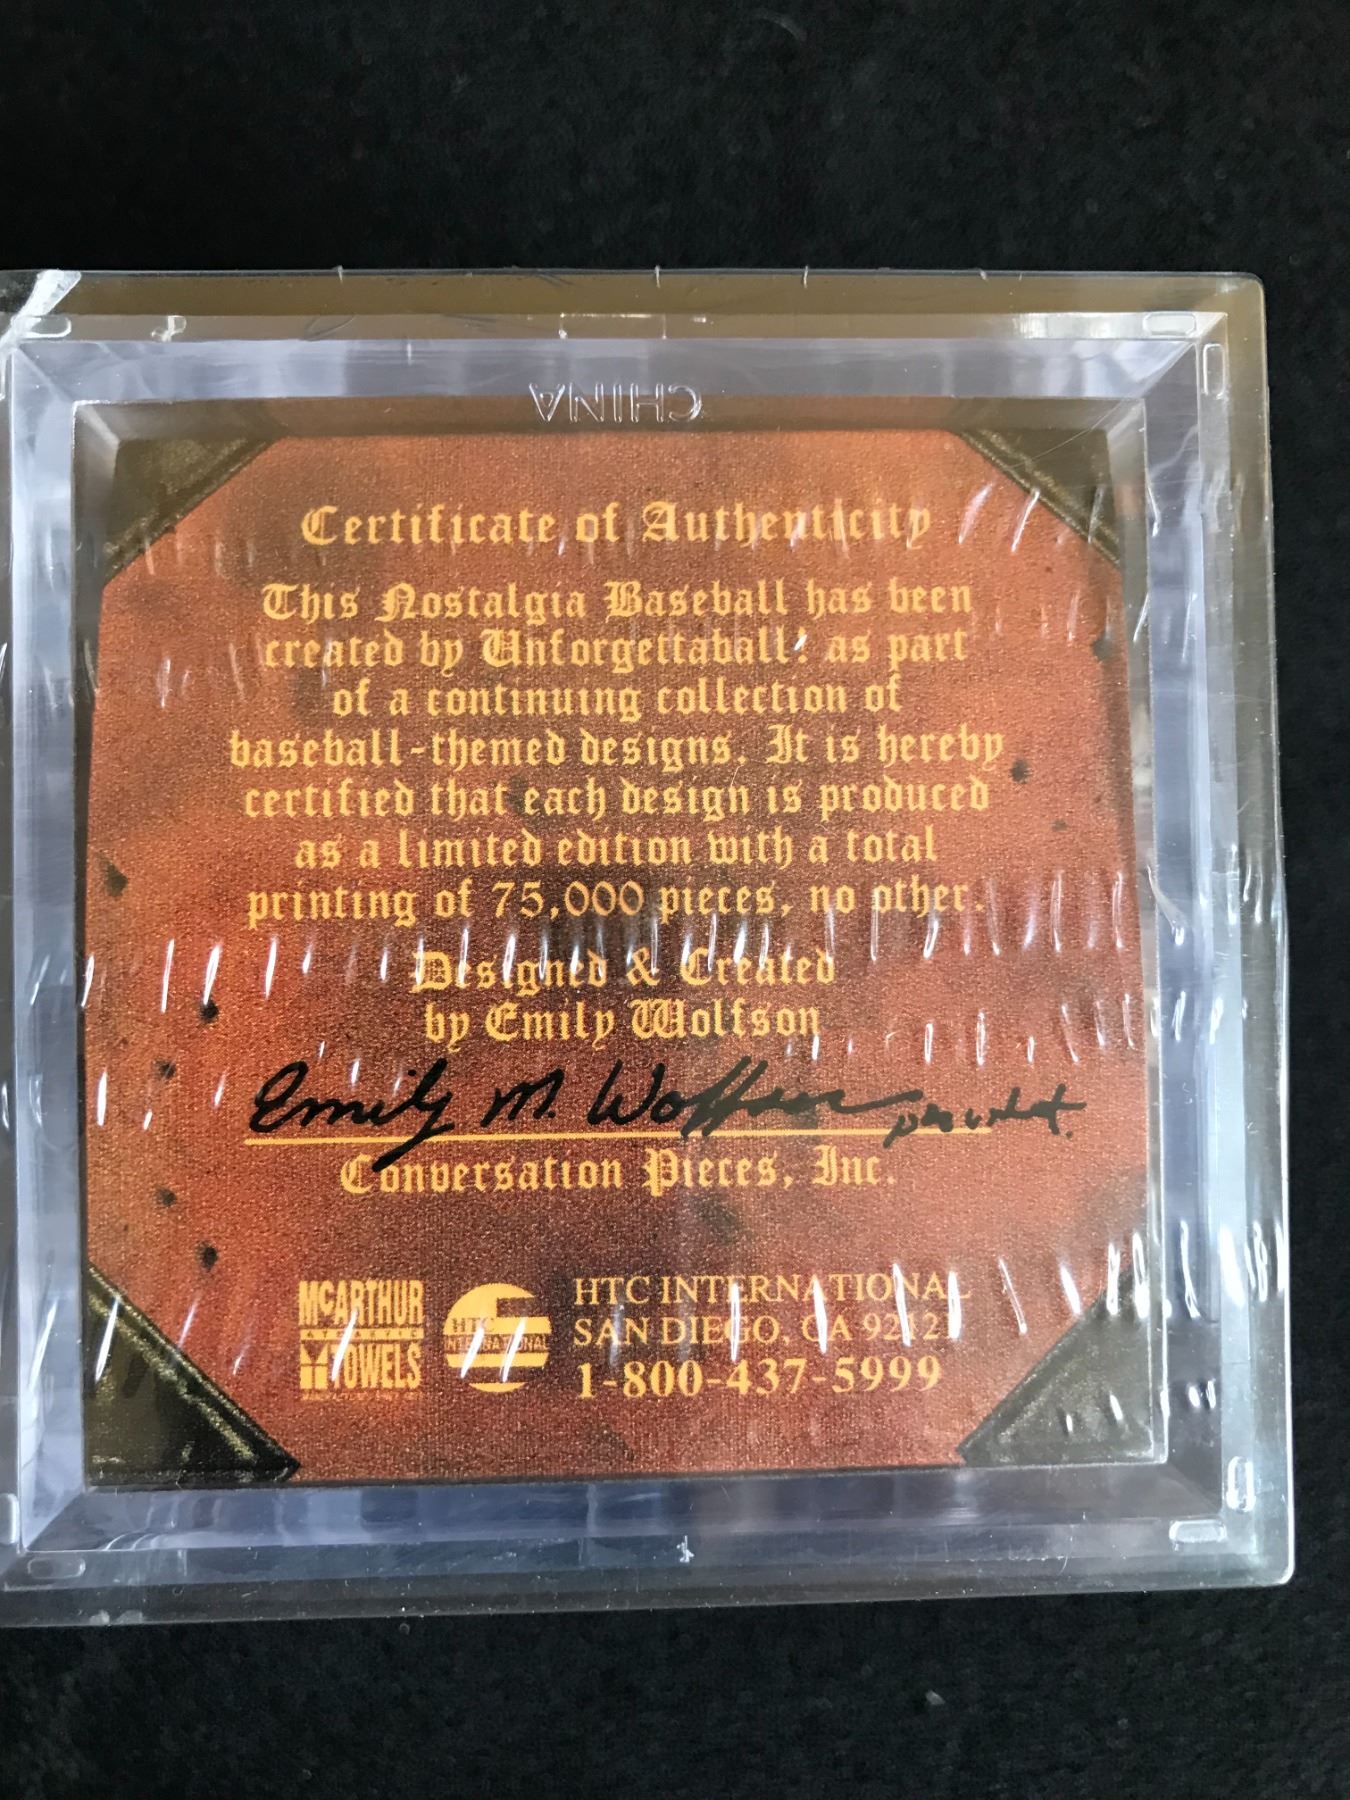 CHINA
Certificate of Authenticity
This Nostalgia Baseball has been
created by Unforgettaball! as part
of a continuing collection of
baseball-themed designs. It is hereby
certified that each design is produced
as a limited edition with a total
printing of 75,000 pieces, no other.
Designed & Created
by Emily Wolfson
Emily M. Wolfson
Conversation Pieces, Inc.
MCARTHUR
TOWELS
HTC
INTERNATIONAL
HTC INTERNATIONAL
SAN DIEGO, CA 92121
1-800-437-5999